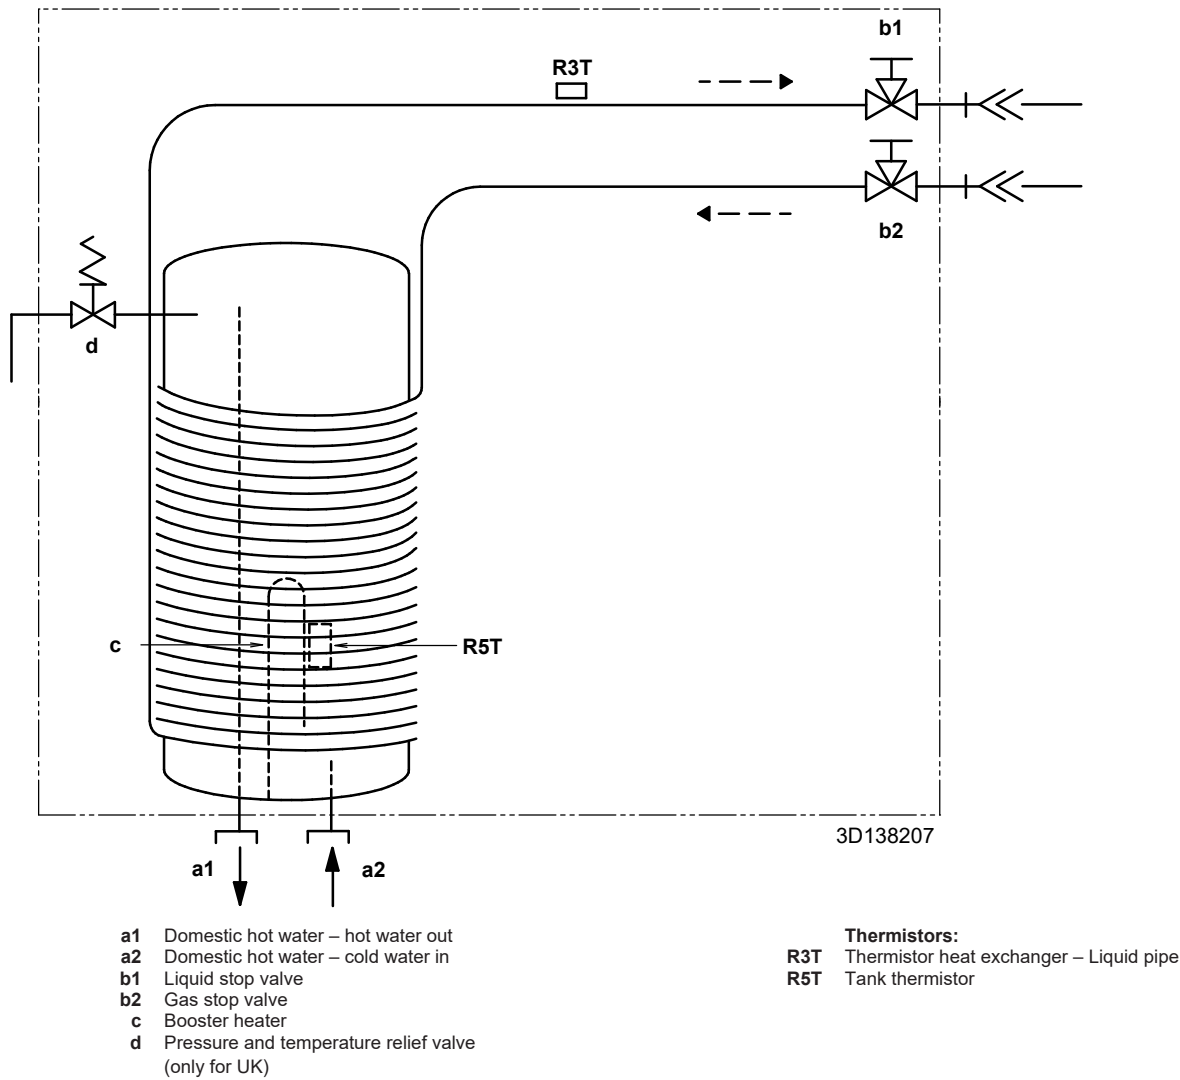 b1
R3T
b2
d
c
R5T
3D138207
a1
a2
a1 Domestic hot water – hot water out
a2 Domestic hot water – cold water in
b1 Liquid stop valve
b2 Gas stop valve
c Booster heater
d Pressure and temperature relief valve
(only for UK)
Thermistors:
R3T Thermistor heat exchanger – Liquid pipe
R5T Tank thermistor